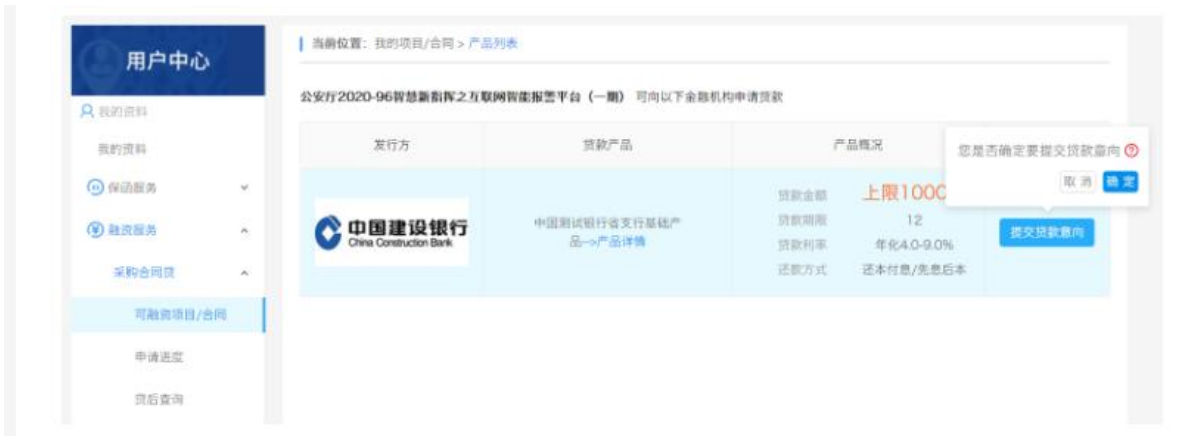 用户中心
我的资料
我的资料
保函服务
融资服务
采购合同贷
可融资项目/合同
申请进度
贷后查询
当前位置：我的项目/合同 > 产品列表
公安厅2020-96智慧新指挥之互联网智能报警平台（一期） 可向以下金融机构申请贷款
发行方 贷款产品 产品概况
您是否确定要提交贷款意向
取消 确定
中国建设银行
China Construction Bank
中国测试银行省支行基础产
品-->产品详情
贷款金额 上限1000
贷款期限 12
贷款利率 年化4.0-9.0%
还款方式 还本付息/先息后本
提交贷款意向